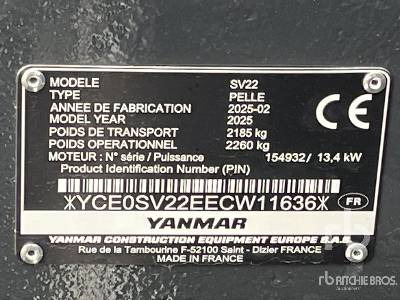 MODELE SV22
TYPE PELLE
ANNEE DE FABRICATION 2025-02
MODEL YEAR 2025
POIDS DE TRANSPORT 2185 kg
POIDS OPERATIONNEL 2260 kg
MOTEUR : N° série / Puissance 154932/ 13,4 kW
Product Identification Number (PIN)
CE
*YCE0SV22EECW11636*
FR
YANMAR
YANMAR CONSTRUCTION EQUIPMENT EUROPE S.A.S.
Rue de la Tambourine F-52100 Saint - Dizier FRANCE
MADE IN FRANCE
rb RITCHIE BROS.